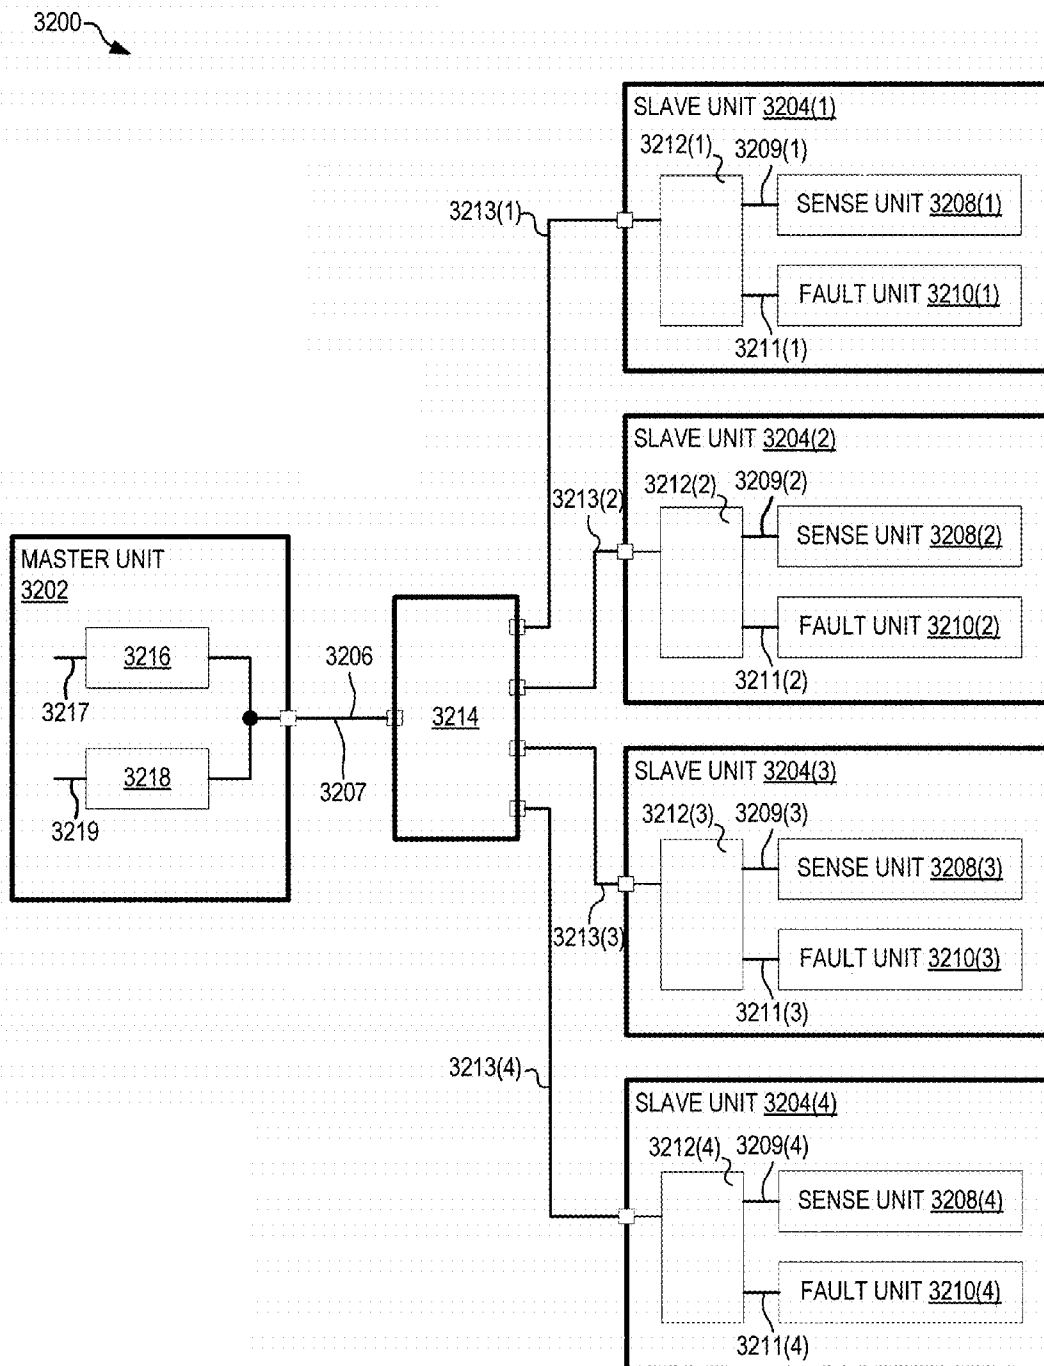 3200
SLAVE UNIT 3204(1)
3212(1)
3209(1)
SENSE UNIT 3208(1)
3213(1)
FAULT UNIT 3210(1)
3211(1)
SLAVE UNIT 3204(2)
3212(2)
3209(2)
3213(2)
SENSE UNIT 3208(2)
FAULT UNIT 3210(2)
3211(2)
MASTER UNIT
3202
3216
3217
3218
3219
3206
3207
3214
SLAVE UNIT 3204(3)
3212(3)
3209(3)
SENSE UNIT 3208(3)
3213(3)
FAULT UNIT 3210(3)
3211(3)
3213(4)
SLAVE UNIT 3204(4)
3212(4)
3209(4)
SENSE UNIT 3208(4)
FAULT UNIT 3210(4)
3211(4)